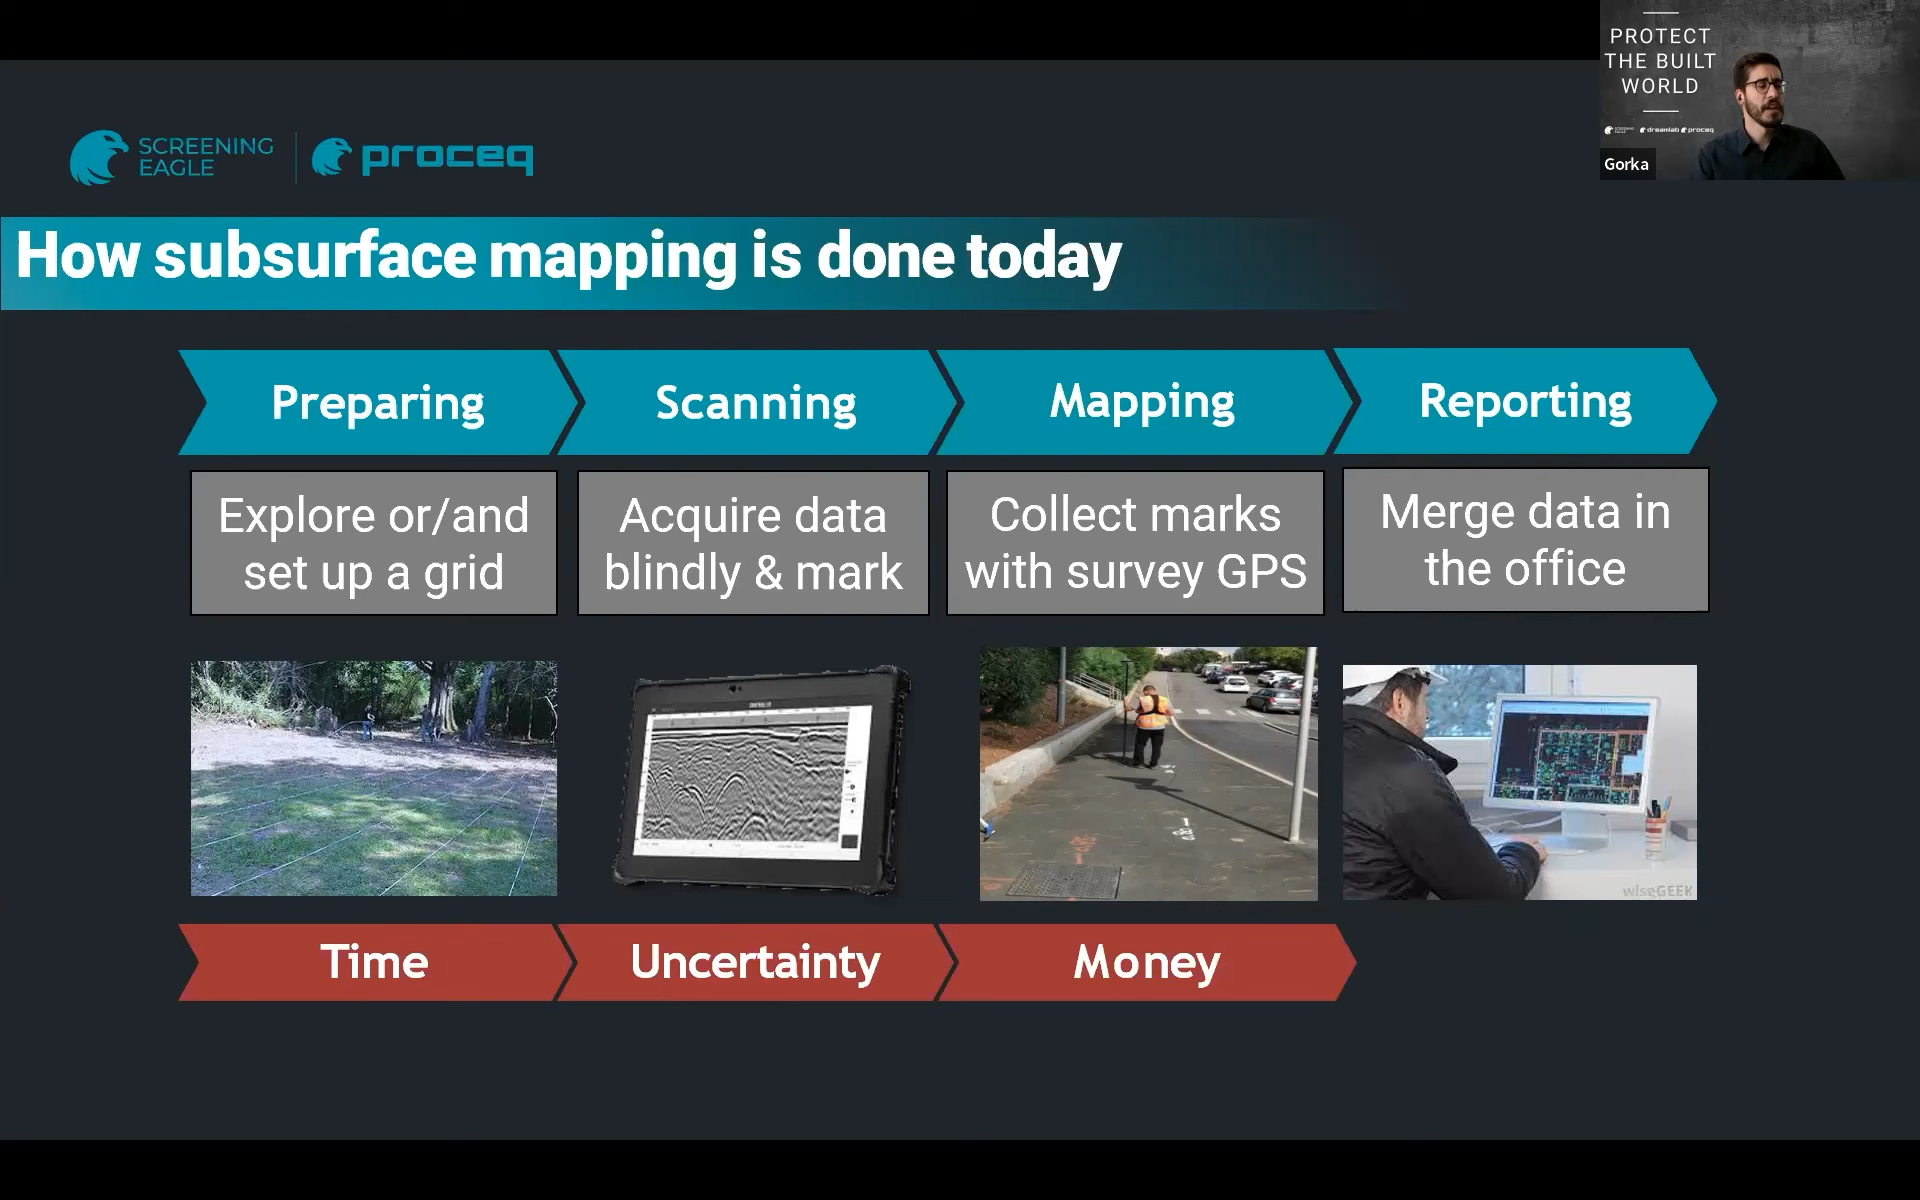 PROTECT
THE BUILT
WORLD
dreamlab proceq
Gorka
SCREENING
EAGLE
proceq
How subsurface mapping is done today
Preparing
Scanning
Mapping
Reporting
Explore or/and
set up a grid
Acquire data
blindly & mark
Collect marks
with survey GPS
Merge data in
the office
wiseGEEK
Time
Uncertainty
Money